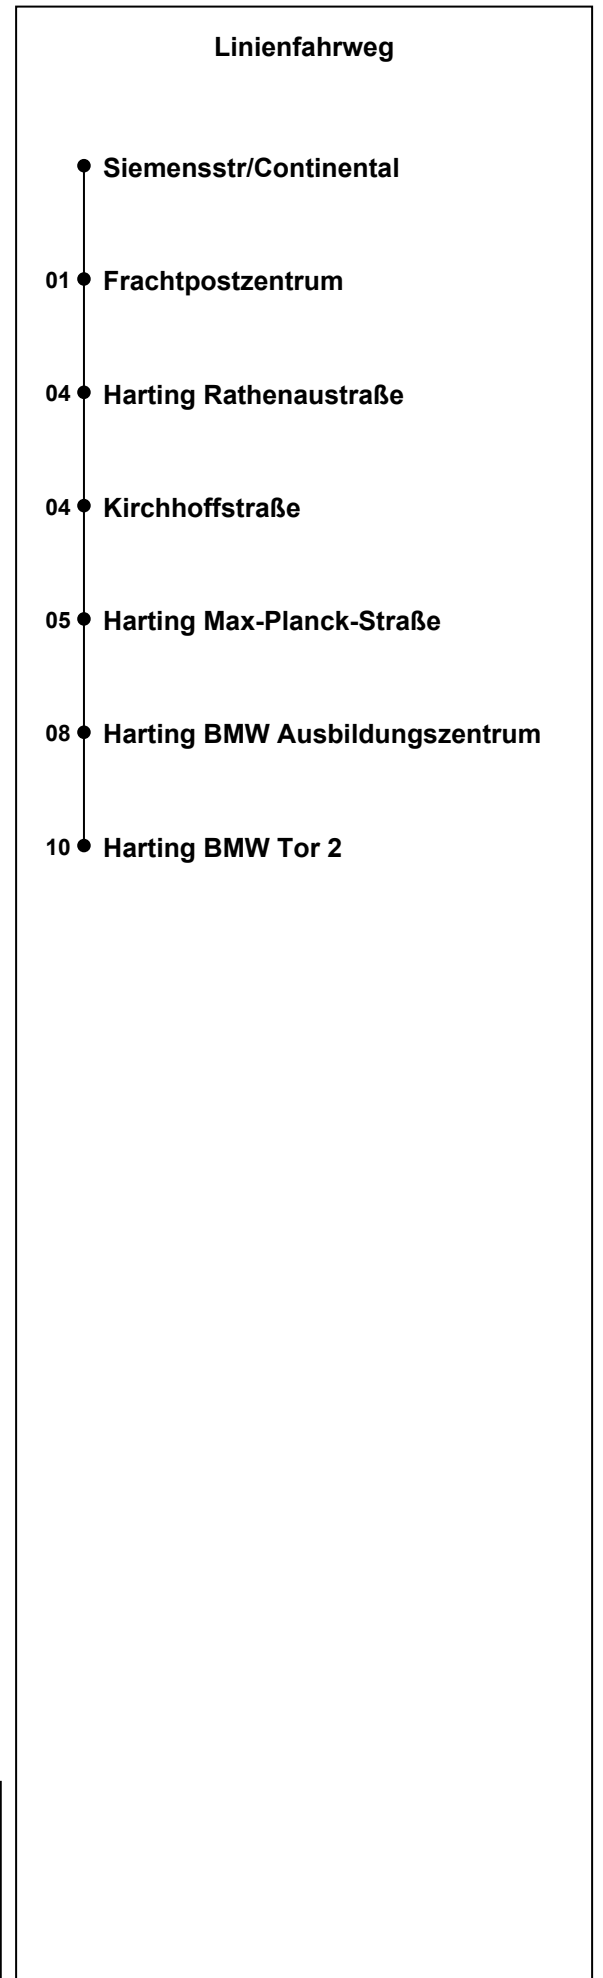 Linienfahrweg
Siemensstr/Continental
01 Frachtpostzentrum
04 Harting Rathenaustraße
04 Kirchhoffstraße
05 Harting Max-Planck-Straße
08 Harting BMW Ausbildungszentrum
10 Harting BMW Tor 2